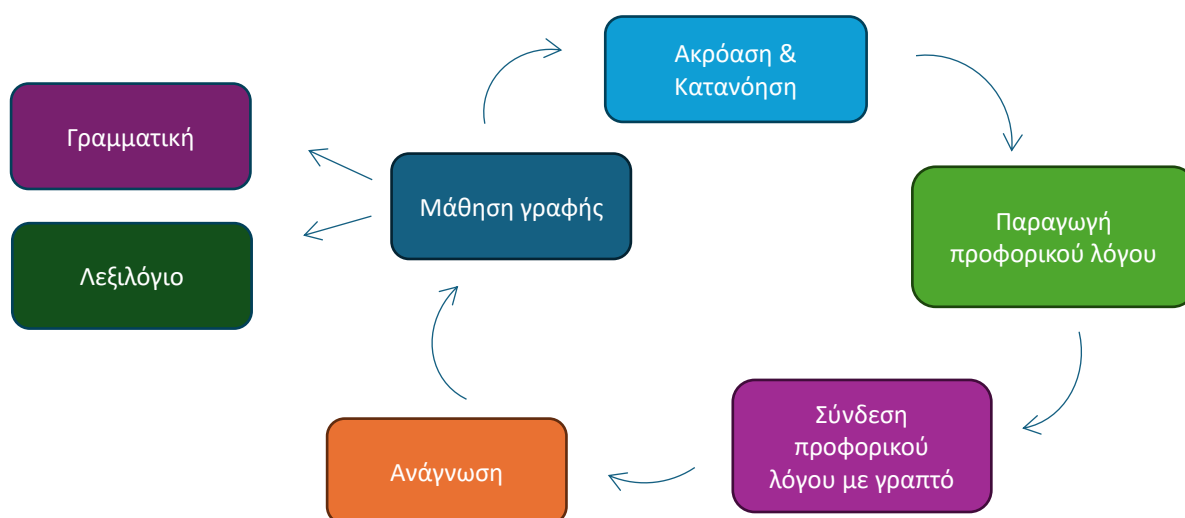 Ακρόαση &
Κατανόηση
Γραμματική
Μάθηση γραφής
Παραγωγή
προφορικού λόγου
Λεξιλόγιο
Σύνδεση
προφορικού
λόγου με γραπτό
Ανάγνωση